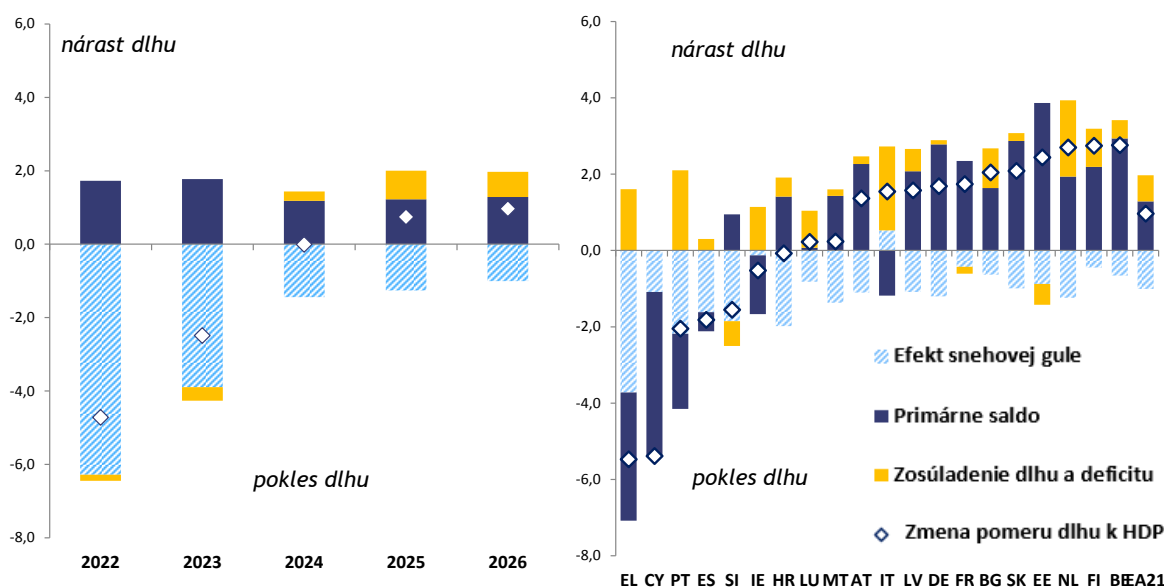 6,0
nárast dlhu
4,0
2,0
0,0
-2,0
-4,0
-6,0
pokles dlhu
-8,0
2022 2023 2024 2025 2026
6,0
nárast dlhu
4,0
2,0
0,0
-2,0
Efekt snehovej gule
-4,0
Primárne saldo
-6,0
pokles dlhu
Zosúladenie dlhu a deficitu
Zmena pomeru dlhu k HDP
-8,0
EL CY PT ES SI IE HR LU MT AT IT LV DE FR BG SK EE NL FI BE EA21